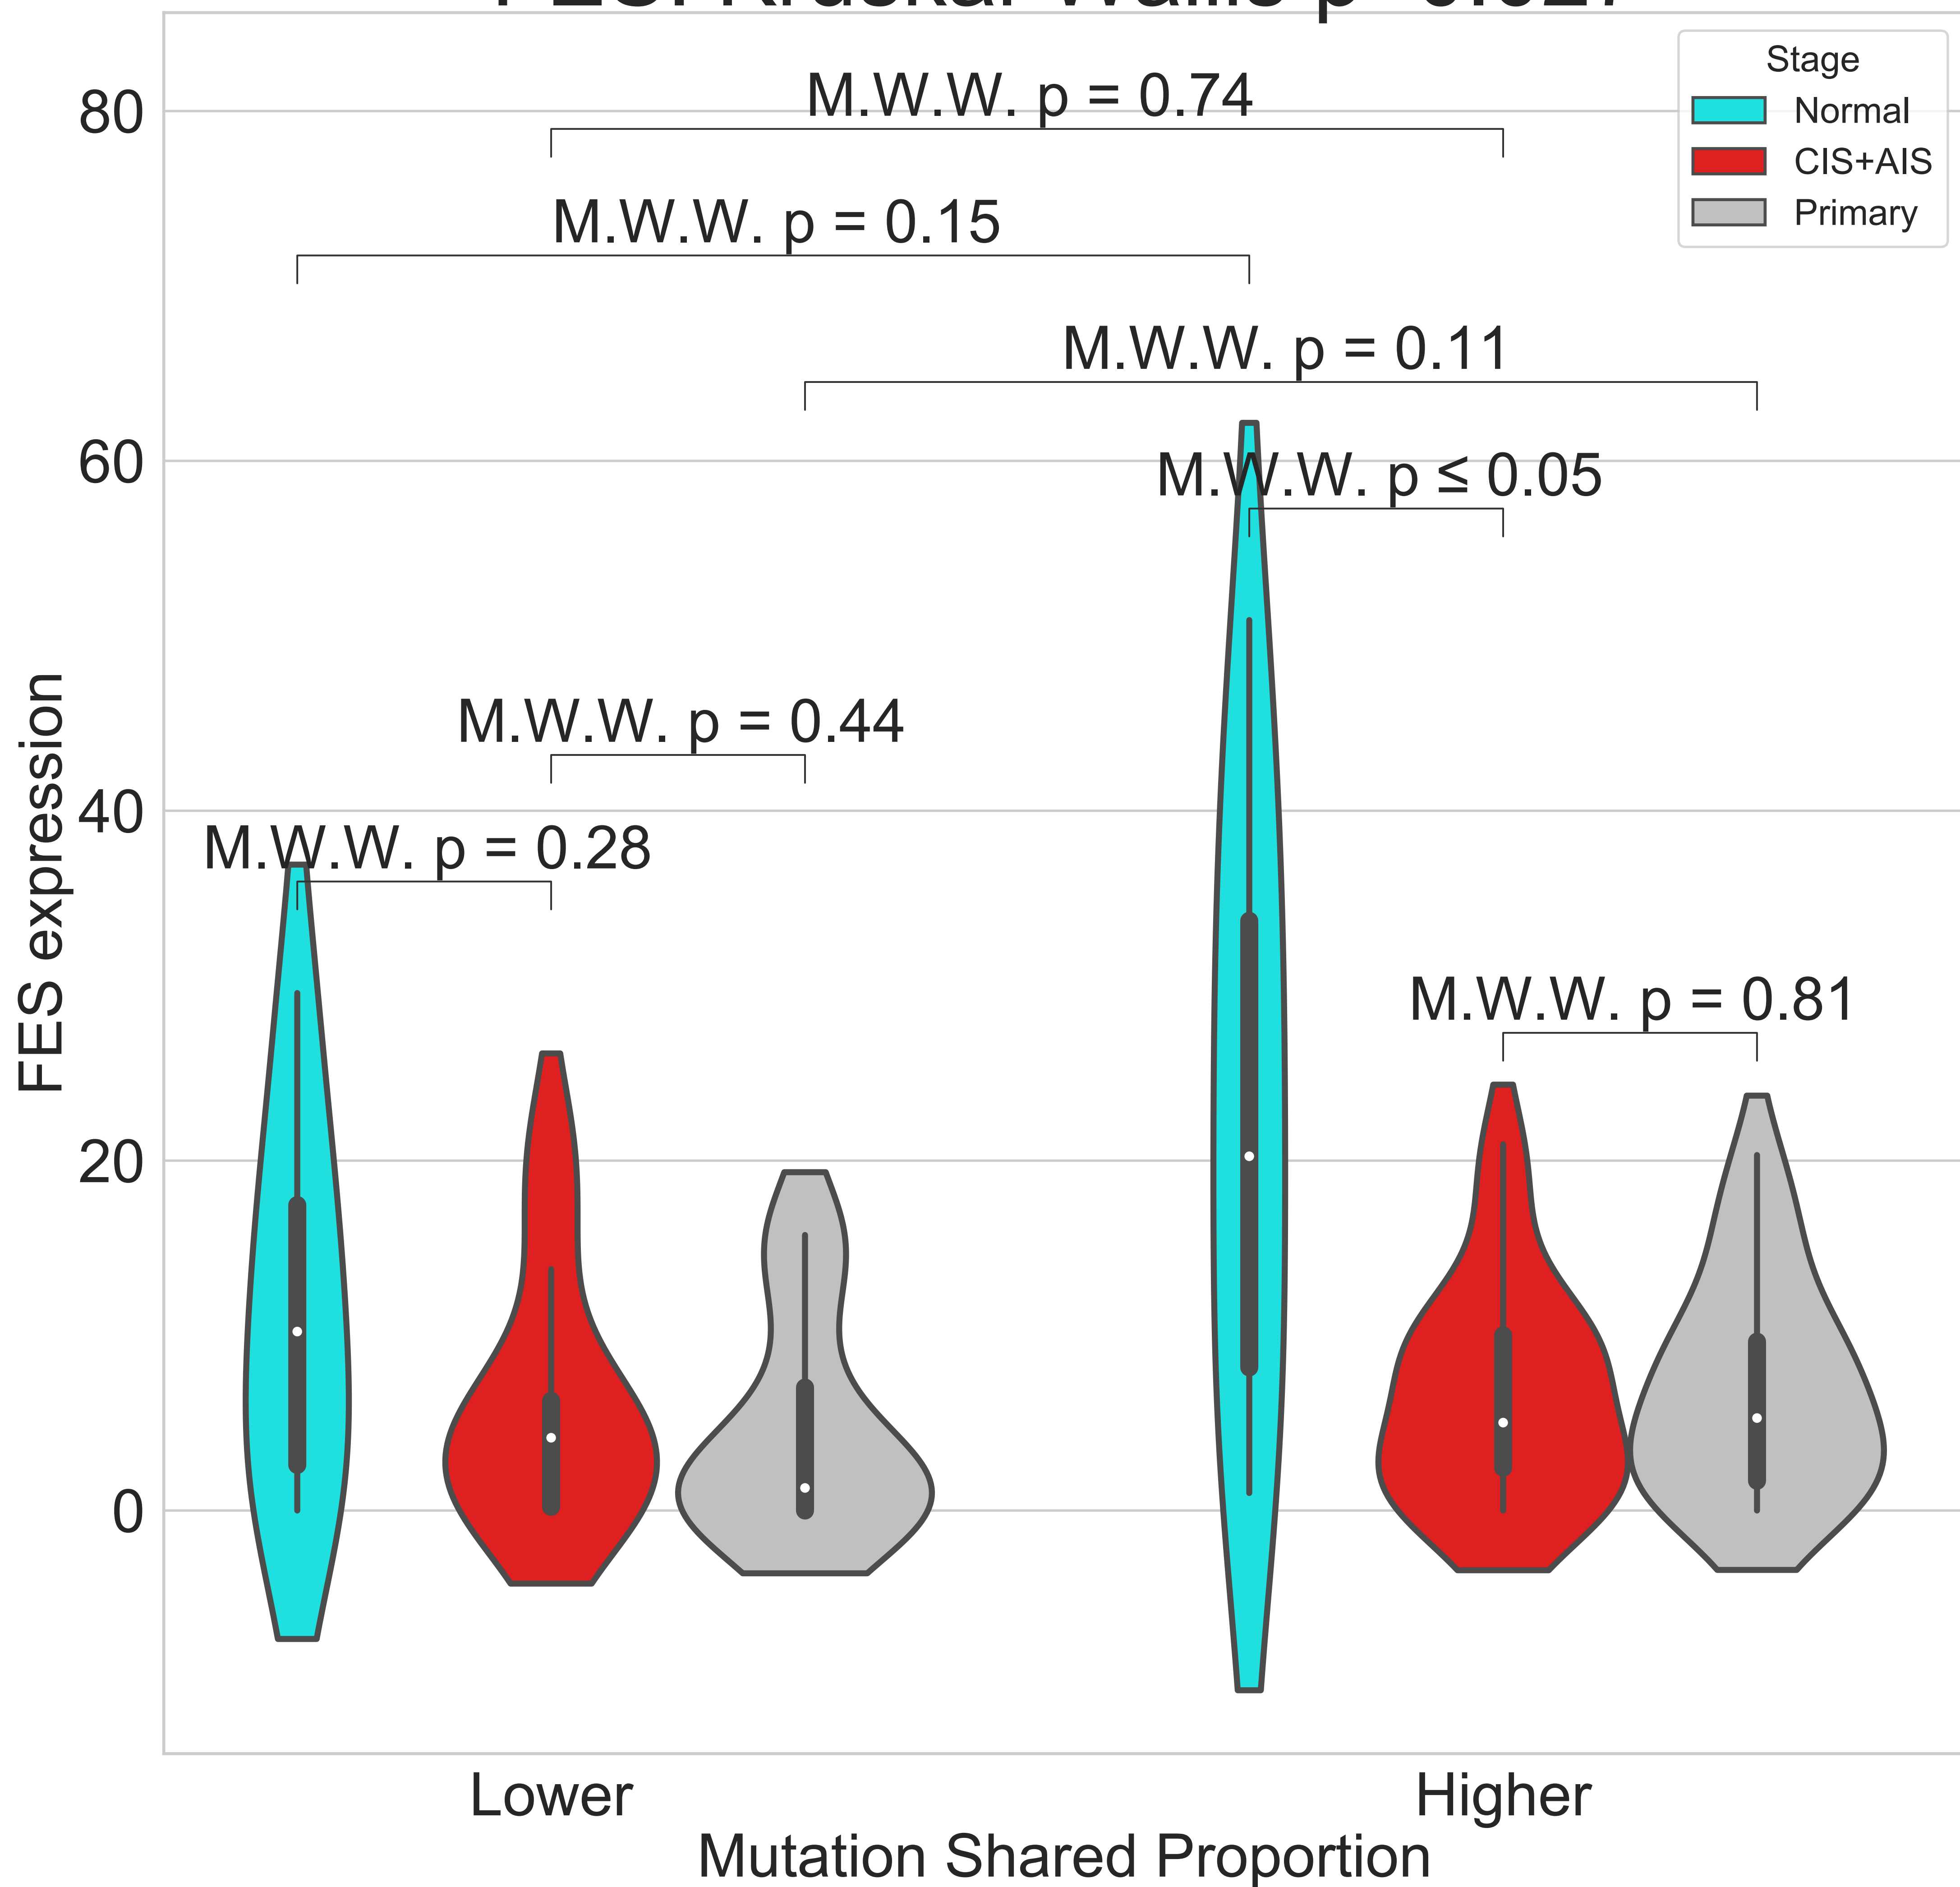 Stage
Normal
CIS+AIS
Primary
M.W.W. p = 0.74
M.W.W. p = 0.15
M.W.W. p = 0.11
M.W.W. p ≤ 0.05
M.W.W. p = 0.44
M.W.W. p = 0.28
M.W.W. p = 0.81
80
60
40
20
0
FES expression
Lower
Higher
Mutation Shared Proportion